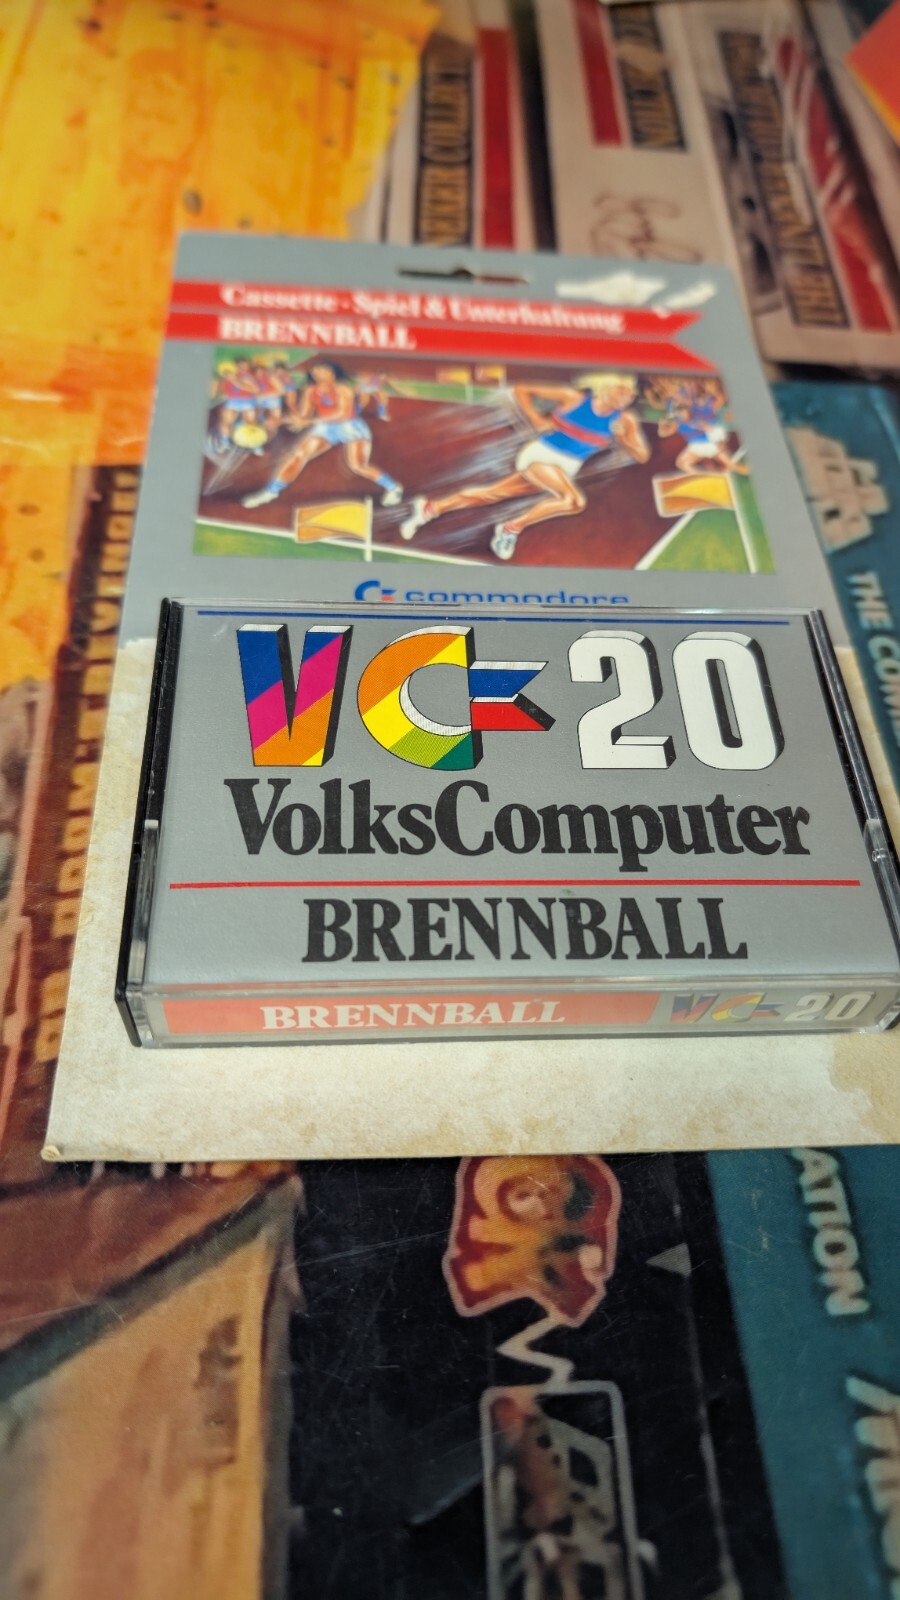 Cassette · Spiel & Unterhaltung
BRENNBALL
commodore
VC 20
VolksComputer
BRENNBALL
BRENNBALL VC 20
THE COM
ATION